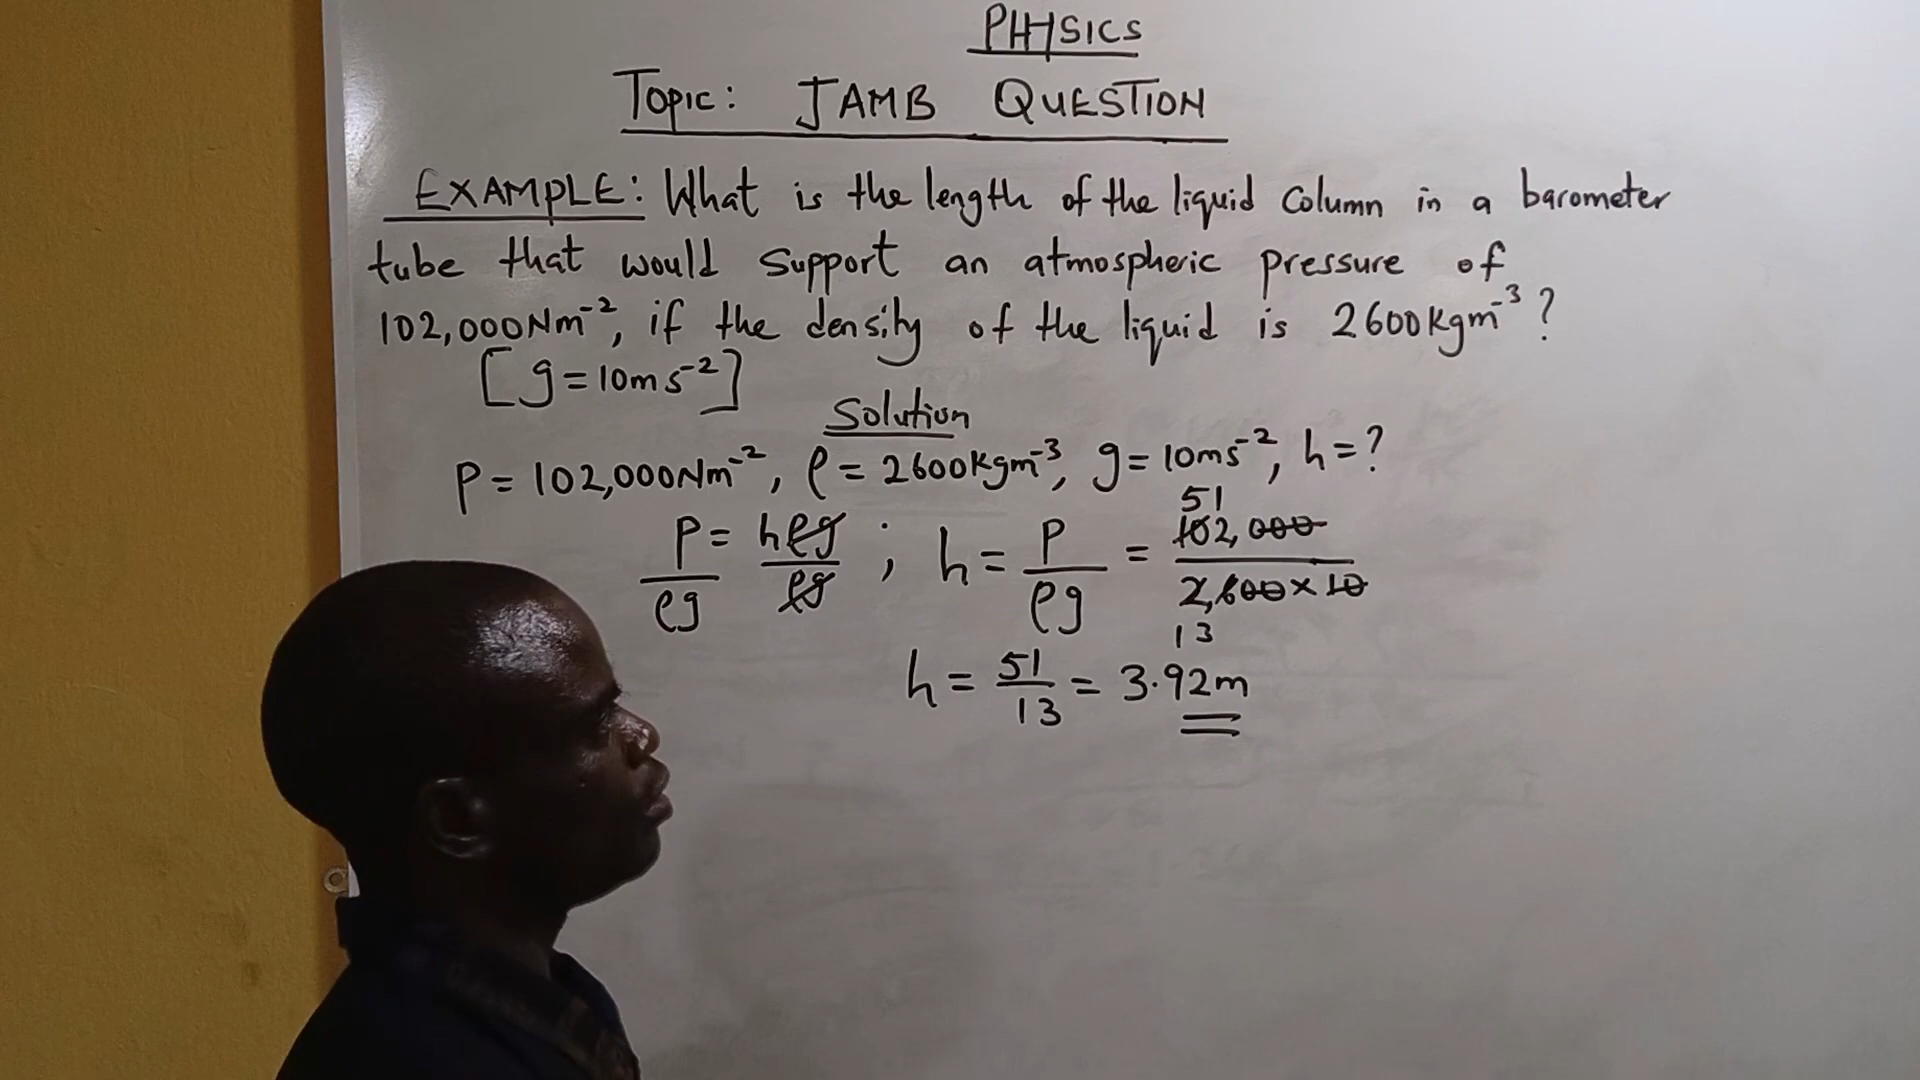 PHYSICS
Topic: JAMB QUESTION
EXAMPLE: What is the length of the liquid column in a barometer
tube that would support an atmospheric pressure of
102,000Nm⁻², if the density of the liquid is 2600kgm⁻³?
[g=10ms⁻²]
Solution
P = 102,000Nm⁻², ρ = 2600kgm⁻³, g = 10ms⁻², h = ?
P/ρg = hρg/ρg ; h = P/ρg = 102,000/2,600×10
51
13
h = 51/13 = 3.92m